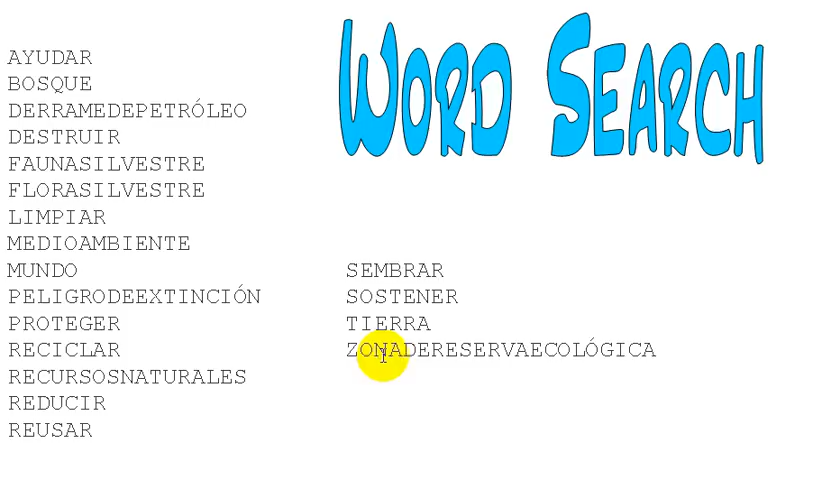 WORD SEARCH
AYUDAR
BOSQUE
DERRAMEDEPETRÓLEO
DESTRUIR
FAUNASILVESTRE
FLORASILVESTRE
LIMPIAR
MEDIOAMBIENTE
MUNDO
PELIGRODEEXTINCIÓN
PROTEGER
RECICLAR
RECURSOSNATURALES
REDUCIR
REUSAR
SEMBRAR
SOSTENER
TIERRA
ZONADERESERVAECOLÓGICA